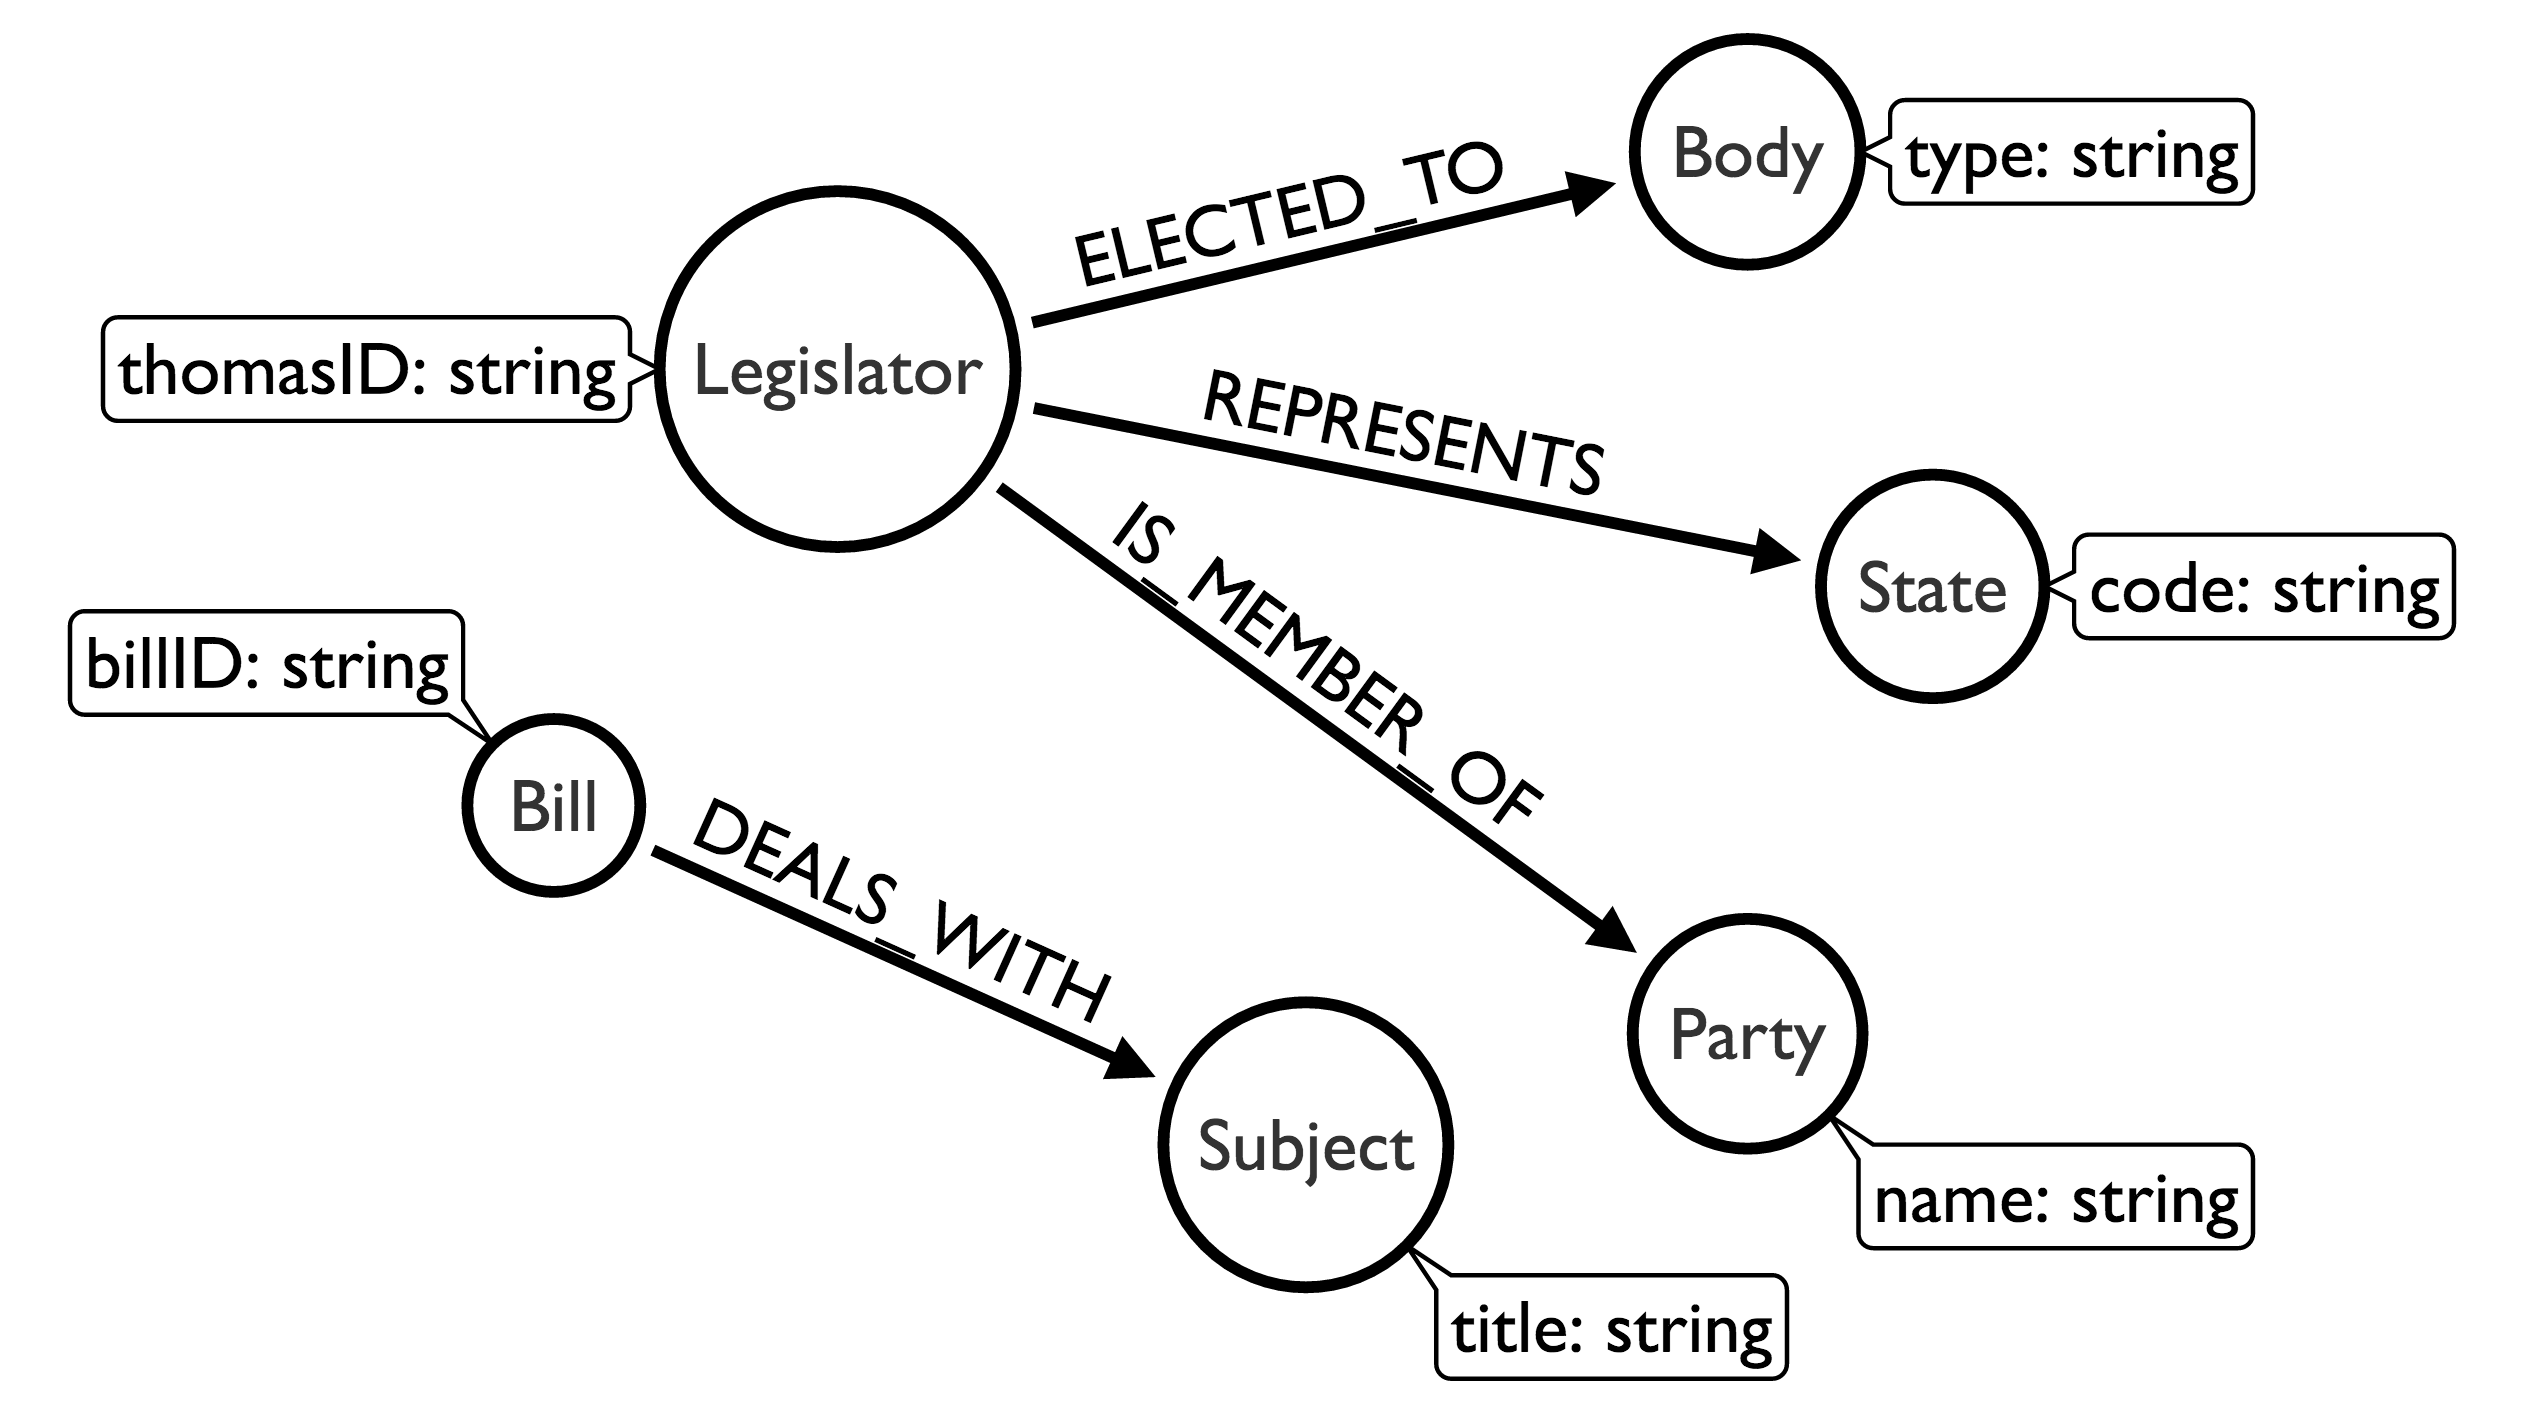 ELECTED_TO
Body
type: string
thomasID: string
Legislator
REPRESENTS
IS_MEMBER_OF
State
code: string
billID: string
Bill
DEALS_WITH
Party
Subject
name: string
title: string